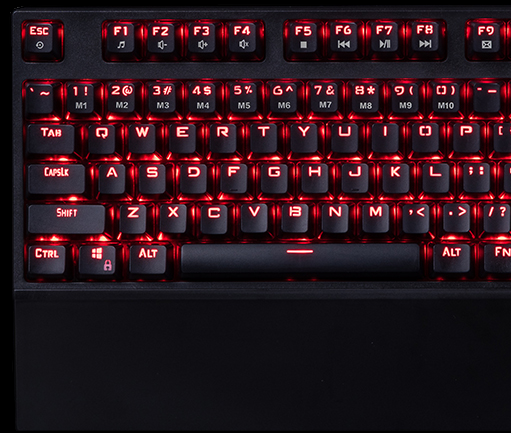 ESC F1 F2 F3 F4 F5 F6 F7 F8 F9
` ~ 1 ! 2 @ 3 # 4 $ 5 % 6 ^ 7 & 8 * 9 ( 0 ) - _
M1 M2 M3 M4 M5 M6 M7 M8 M9 M10
TAB Q W E R T Y U I O P [
CAPSLK A S D F G H J K L ; :
SHIFT Z X C V B N M , < . > / ?
CTRL ALT ALT FN